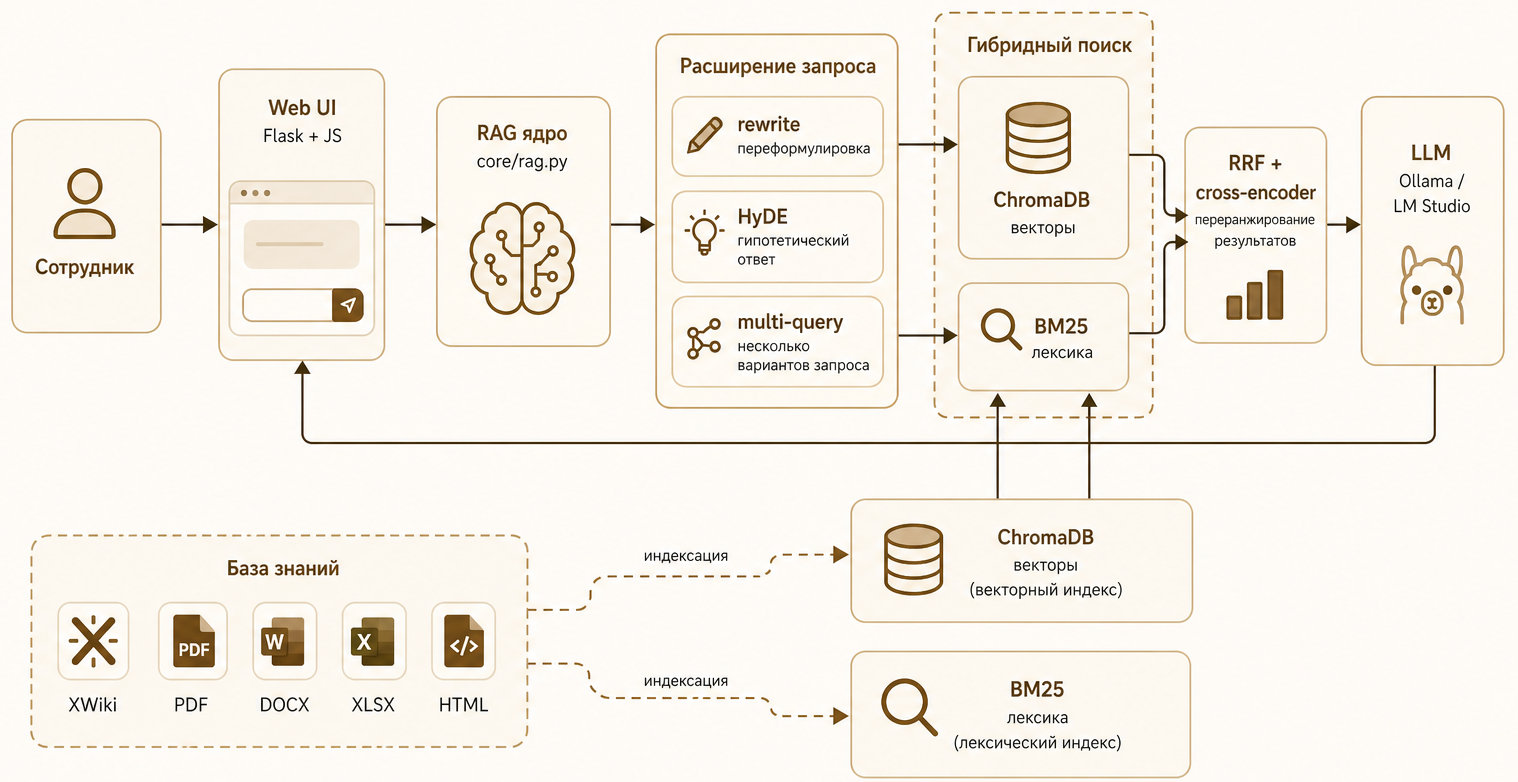 Сотрудник
Web UI
Flask + JS
RAG ядро
core/rag.py
Расширение запроса
rewrite
переформулировка
HyDE
гипотетический
ответ
multi-query
несколько
вариантов запроса
Гибридный поиск
ChromaDB
векторы
BM25
лексика
RRF +
cross-encoder
переранжирование
результатов
LLM
Ollama /
LM Studio
База знаний
PDF
W
X
</>
XWiki
PDF
DOCX
XLSX
HTML
индексация
индексация
ChromaDB
векторы
(векторный индекс)
BM25
лексика
(лексический индекс)